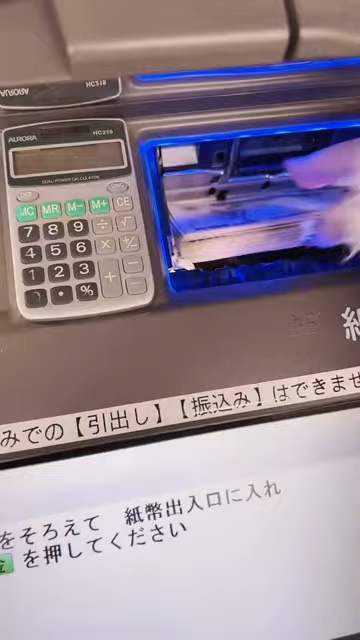 AURORA HC219
DUAL POWER CALCULATOR
OFF
MC MR M− M+ CE
7 8 9 ÷ √
4 5 6 × +/−
1 2 3 + −
0 • % =
紙
みでの【引出し】【振込み】はできませ
をそろえて 紙幣出入口に入れ
金 を押してください